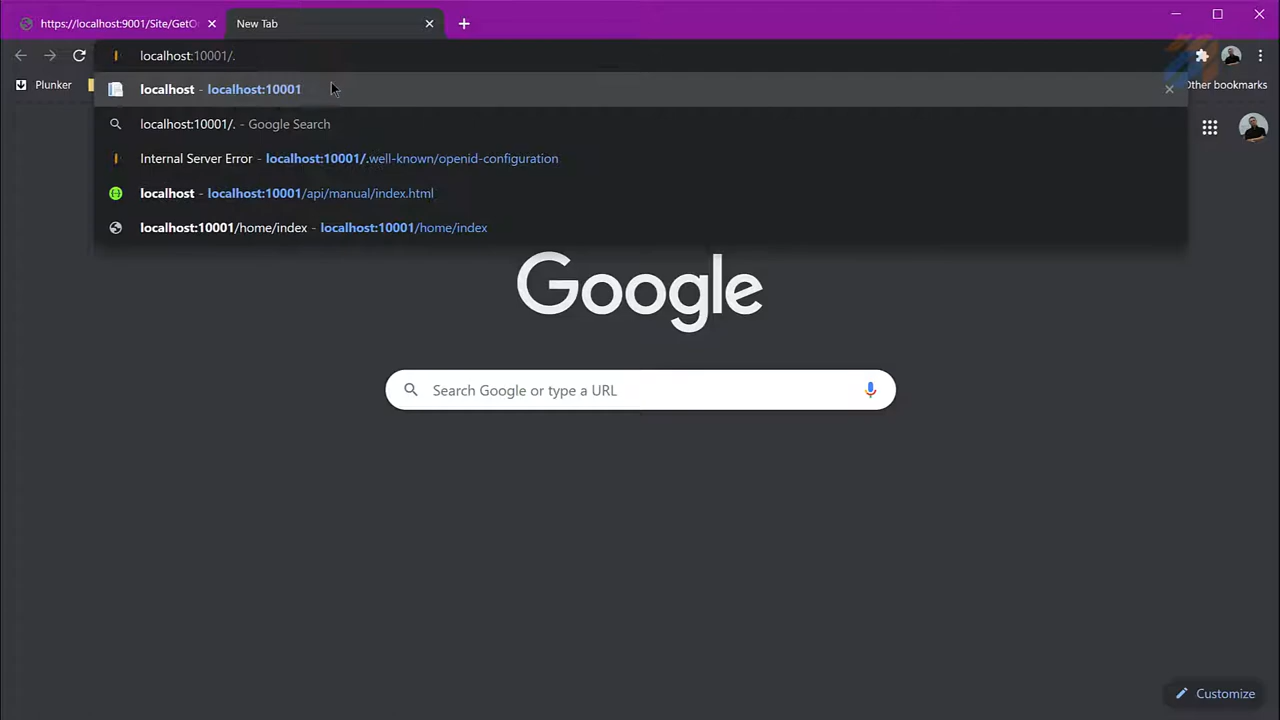 https://localhost:9001/Site/GetO
New Tab
localhost:10001/.
Plunker
Other bookmarks
localhost - localhost:10001
localhost:10001/. - Google Search
Internal Server Error - localhost:10001/.well-known/openid-configuration
localhost - localhost:10001/api/manual/index.html
localhost:10001/home/index - localhost:10001/home/index
Google
Search Google or type a URL
Customize